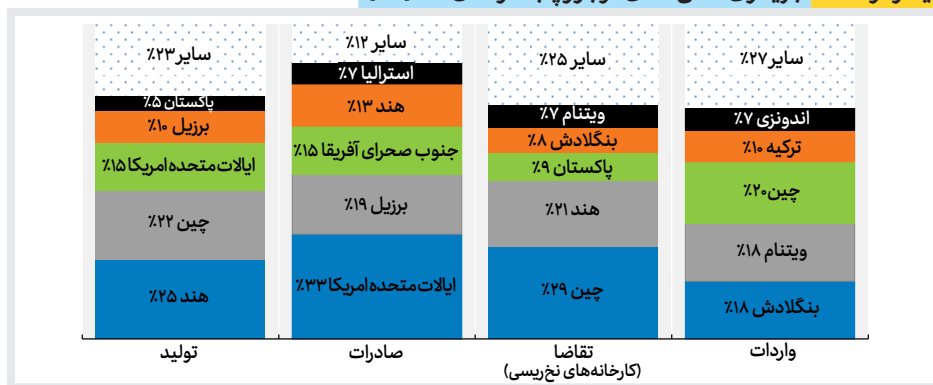 سایر ۲۳٪
پاکستان ۵٪
برزیل ۱۰٪
ایالات متحده امریکا ۱۵٪
چین ۲۲٪
هند ۲۵٪
تولید
سایر ۱۲٪
استرالیا ۷٪
هند ۱۳٪
جنوب صحرای آفریقا ۱۵٪
برزیل ۱۹٪
ایالات متحده امریکا ۳۳٪
صادرات
سایر ۲۵٪
ویتنام ۷٪
بنگلادش ۸٪
پاکستان ۹٪
هند ۲۱٪
چین ۲۹٪
تقاضا
(کارخانه‌های نخ‌ریسی)
سایر ۲۷٪
اندونزی ۷٪
ترکیه ۱۰٪
چین ۲۰٪
ویتنام ۱۸٪
بنگلادش ۱۸٪
واردات